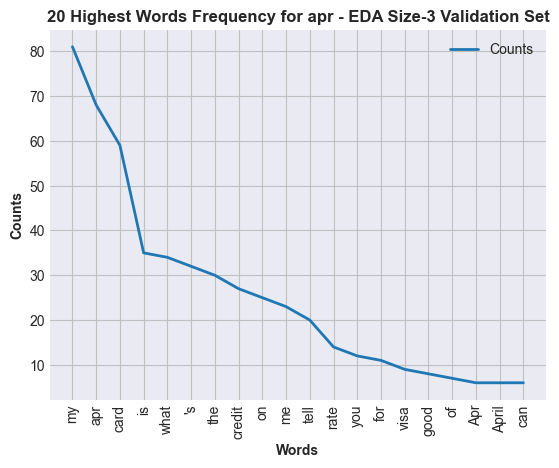 20 Highest Words Frequency for apr - EDA Size-3 Validation Set
Counts
Counts
80
70
60
50
40
30
20
10
my
apr
card
is
what
's
the
credit
on
me
tell
rate
you
for
visa
good
of
Apr
April
can
Words